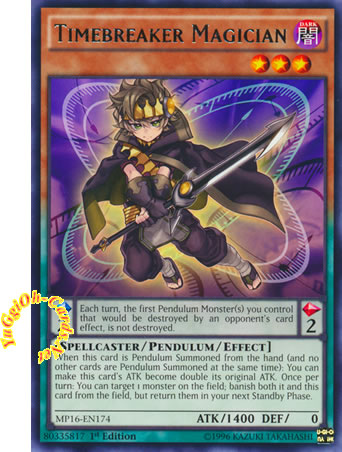 TIMEBREAKER MAGICIAN
DARK
闇
YuGgiOh-Cards.net
Each turn, the first Pendulum Monster(s) you control
that would be destroyed by an opponent's card
effect, is not destroyed.
2
[SPELLCASTER/PENDULUM/EFFECT]
When this card is Pendulum Summoned from the hand (and no
other cards are Pendulum Summoned at the same time): You can
make this card's ATK become double its original ATK. Once per
turn: You can target 1 monster on the field; banish both it and this
card from the field, but return them in your next Standby Phase.
MP16-EN174
ATK/1400 DEF/ 0
80335817
1st Edition
©1996 KAZUKI TAKAHASHI